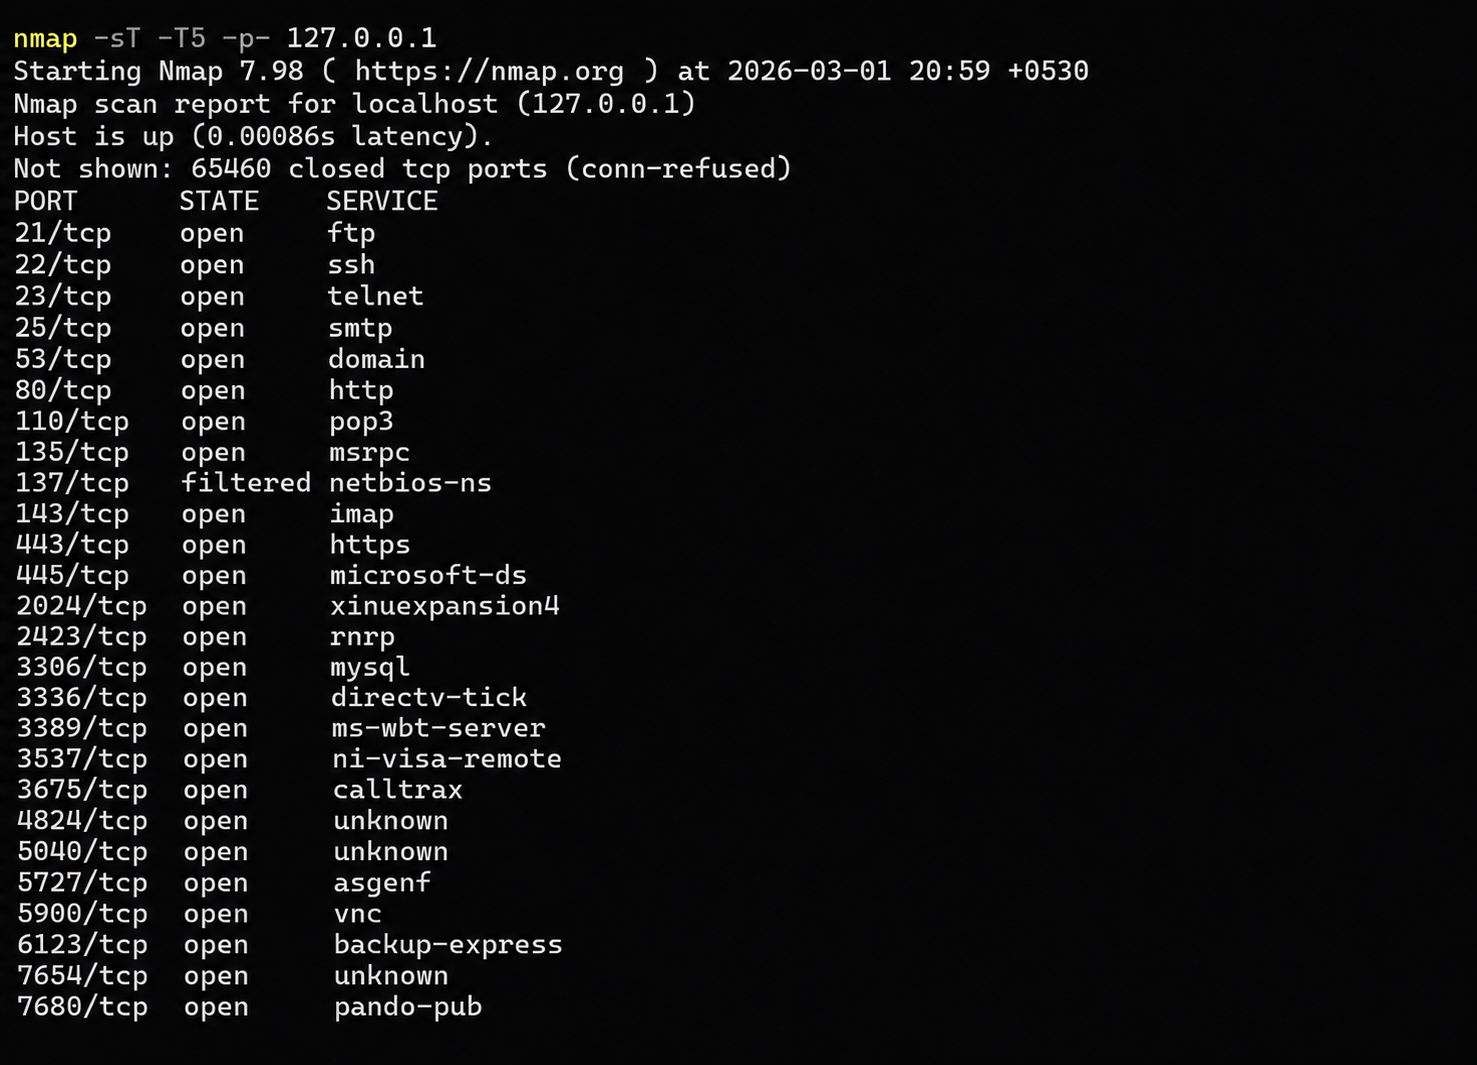 nmap -sT -T5 -p- 127.0.0.1
Starting Nmap 7.98 ( https://nmap.org ) at 2026-03-01 20:59 +0530
Nmap scan report for localhost (127.0.0.1)
Host is up (0.00086s latency).
Not shown: 65460 closed tcp ports (conn-refused)
PORT      STATE    SERVICE
21/tcp    open     ftp
22/tcp    open     ssh
23/tcp    open     telnet
25/tcp    open     smtp
53/tcp    open     domain
80/tcp    open     http
110/tcp   open     pop3
135/tcp   open     msrpc
137/tcp   filtered netbios-ns
143/tcp   open     imap
443/tcp   open     https
445/tcp   open     microsoft-ds
2024/tcp  open     xinuexpansion4
2423/tcp  open     rnrp
3306/tcp  open     mysql
3336/tcp  open     directv-tick
3389/tcp  open     ms-wbt-server
3537/tcp  open     ni-visa-remote
3675/tcp  open     calltrax
4824/tcp  open     unknown
5040/tcp  open     unknown
5727/tcp  open     asgenf
5900/tcp  open     vnc
6123/tcp  open     backup-express
7654/tcp  open     unknown
7680/tcp  open     pando-pub